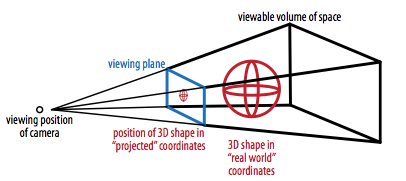 viewable volume of space
viewing plane
viewing position
of camera
position of 3D shape in
“projected” coordinates
3D shape in
“real world”
coordinates